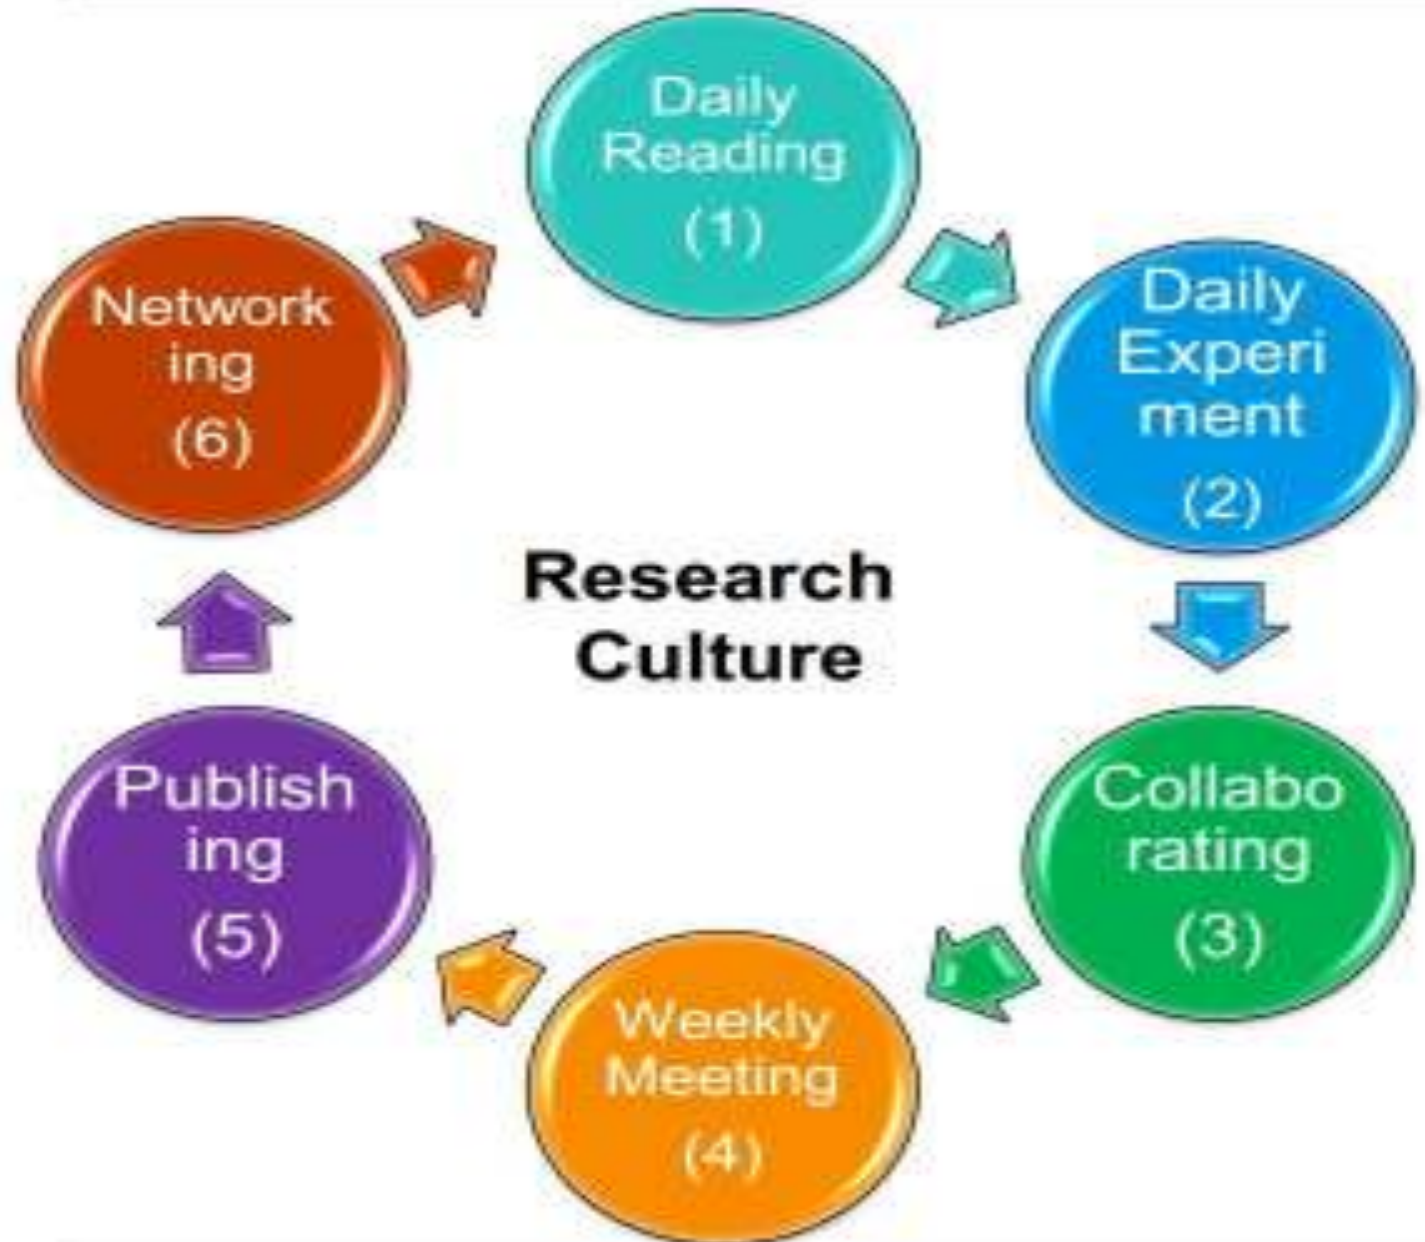 Daily
Reading
(1)
Daily
Experi
ment
(2)
Collabo
rating
(3)
Weekly
Meeting
(4)
Publish
ing
(5)
Network
ing
(6)
Research
Culture